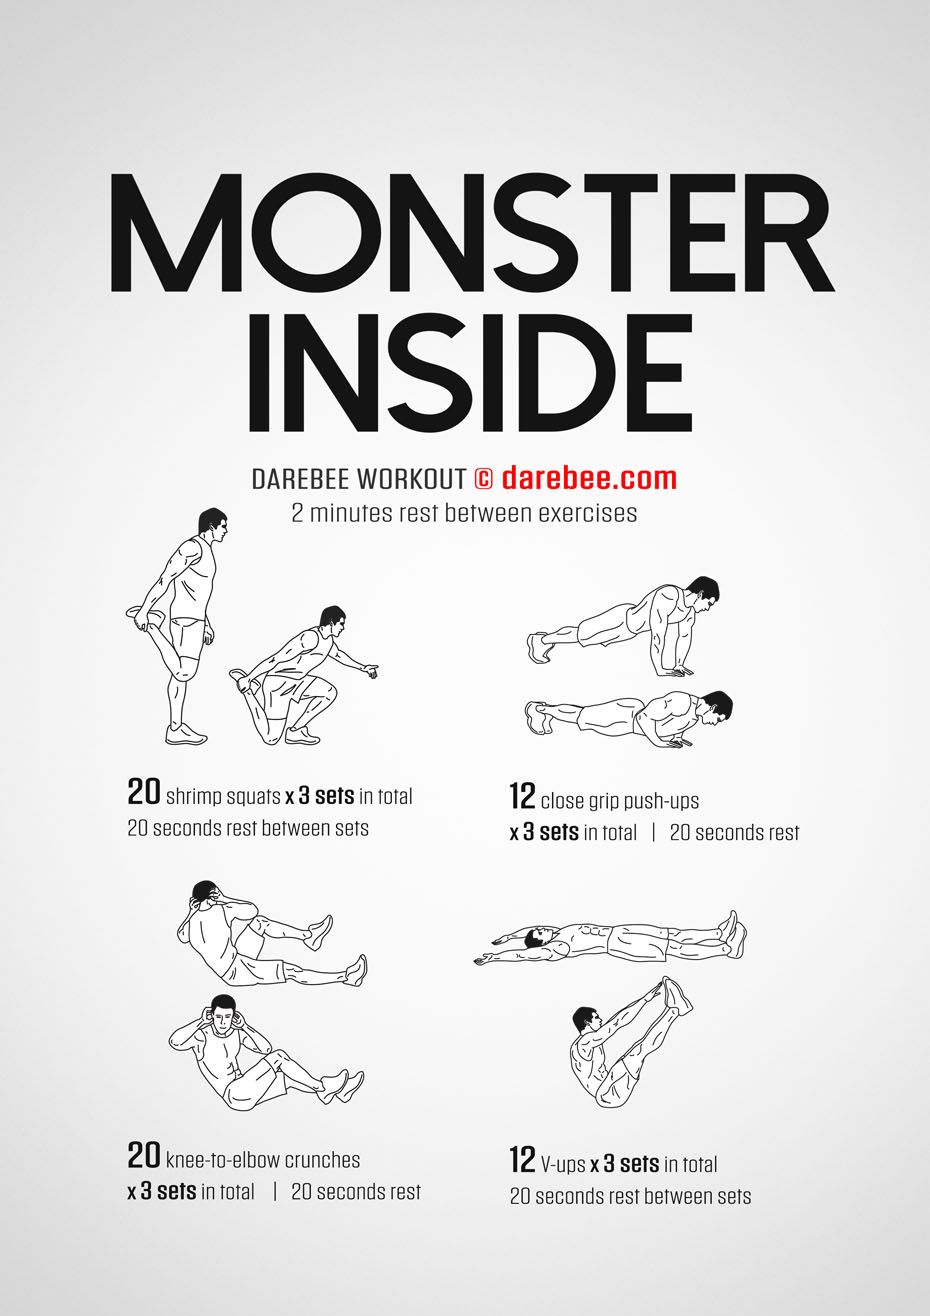 MONSTER
INSIDE
DAREBEE WORKOUT © darebee.com
2 minutes rest between exercises
20 shrimp squats x 3 sets in total
20 seconds rest between sets
12 close grip push-ups
x 3 sets in total | 20 seconds rest
20 knee-to-elbow crunches
x 3 sets in total | 20 seconds rest
12 V-ups x 3 sets in total
20 seconds rest between sets